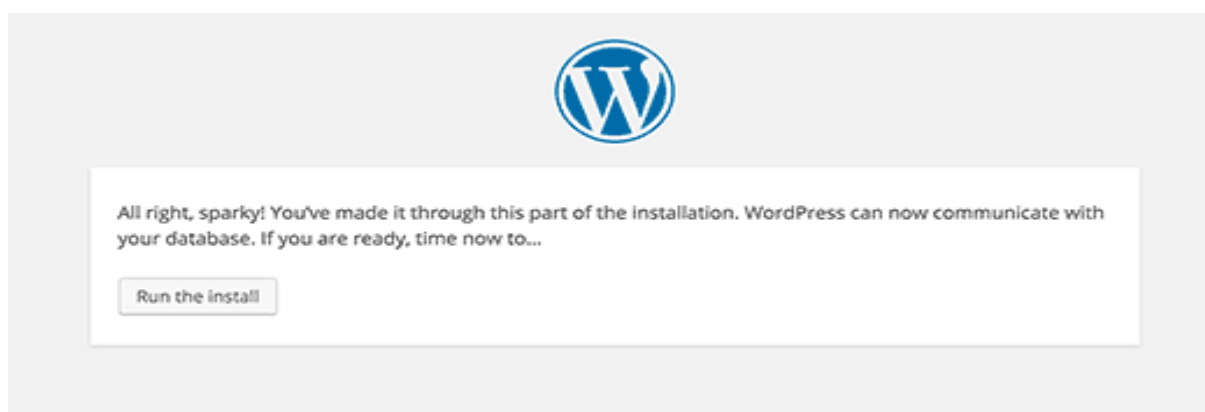 All right, sparky! You've made it through this part of the installation. WordPress can now communicate with
your database. If you are ready, time now to...
Run the install